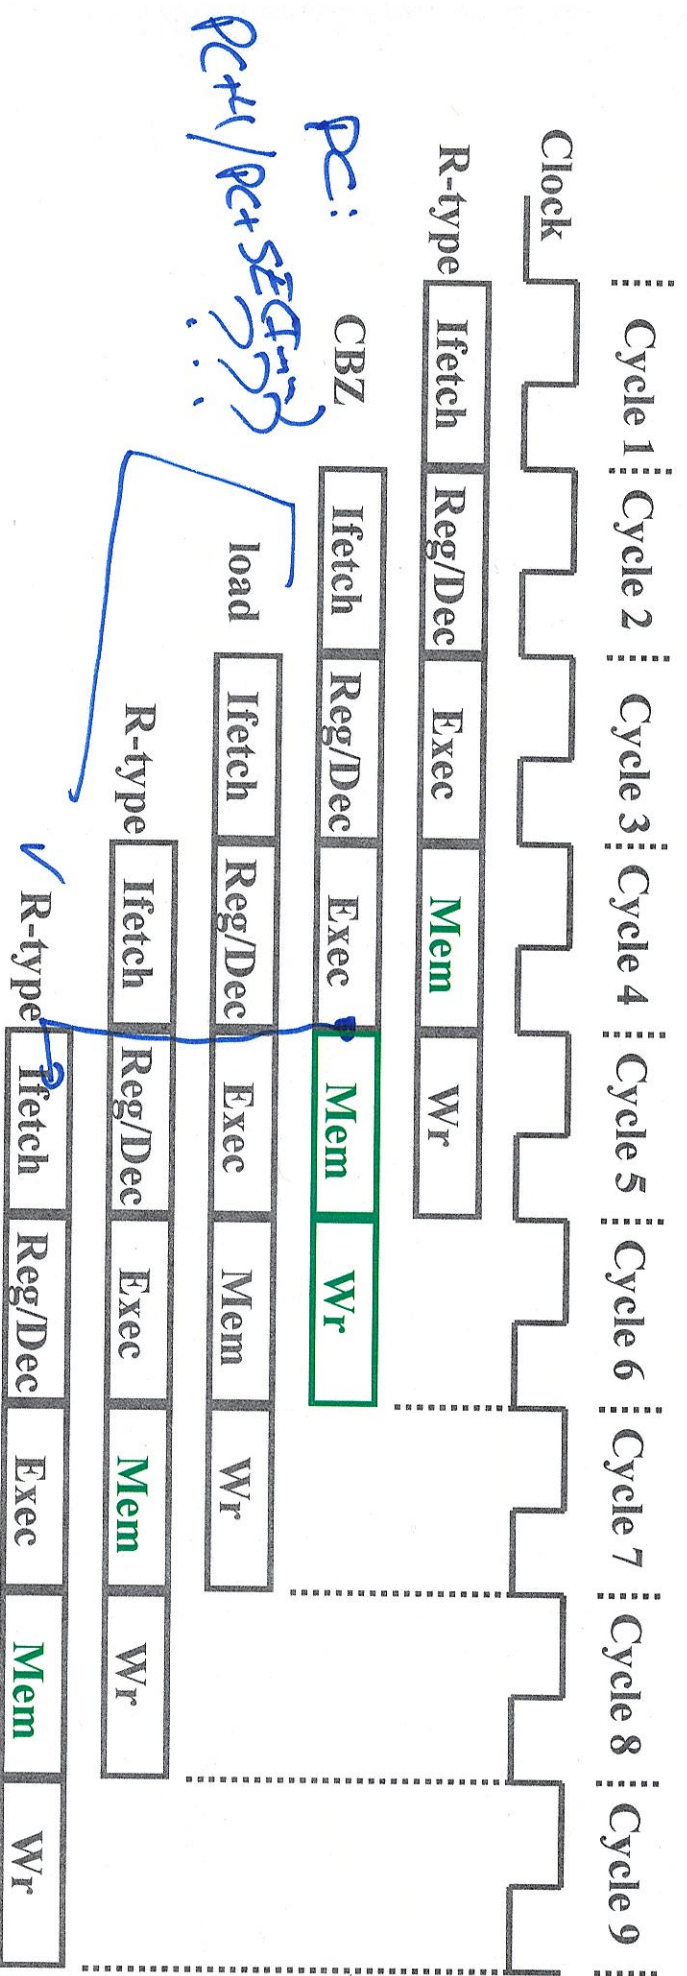 Cycle 1 Cycle 2 Cycle 3 Cycle 4 Cycle 5 Cycle 6 Cycle 7 Cycle 8 Cycle 9
Clock
R-type Ifetch Reg/Dec Exec Mem Wr
PC: CBZ Ifetch Reg/Dec Exec Mem Wr
PC+4/PC+SE(Imm)
? ? ?
load Ifetch Reg/Dec Exec Mem Wr
R-type Ifetch Reg/Dec Exec Mem Wr
✓ R-type Ifetch Reg/Dec Exec Mem Wr